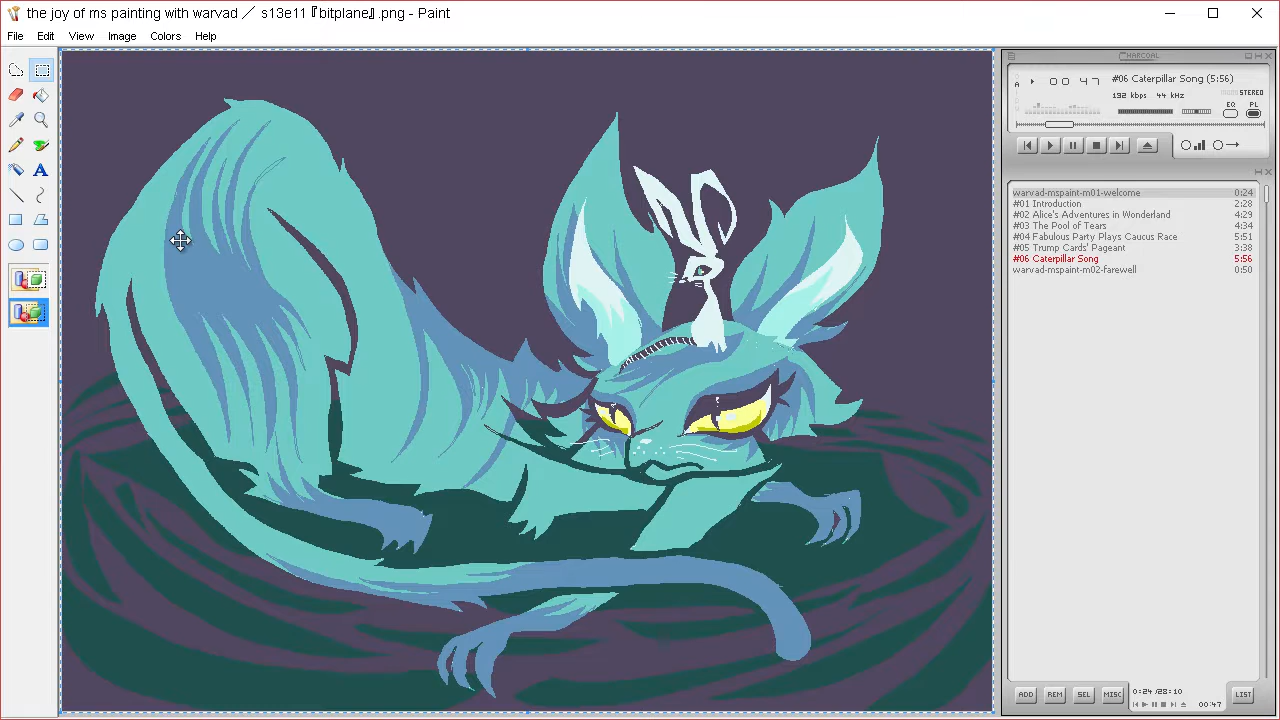 the joy of ms painting with warvad ／ s13e11『bitplane』.png - Paint
File Edit View Image Colors Help
CHARCOAL
00 47
#06 Caterpillar Song (5:56)
192 kbps 44 kHz
STEREO
EQ PL
warvad-mspaint-m01-welcome 0:24
#01 Introduction 2:28
#02 Alice's Adventures in Wonderland 4:29
#03 The Pool of Tears 4:34
#04 Fabulous Party Plays Caucus Race 5:51
#05 Trump Cards' Pageant 3:38
#06 Caterpillar Song 5:56
warvad-mspaint-m02-farewell 0:50
ADD REM SEL MISC 0:24/28:10 00:47 LIST